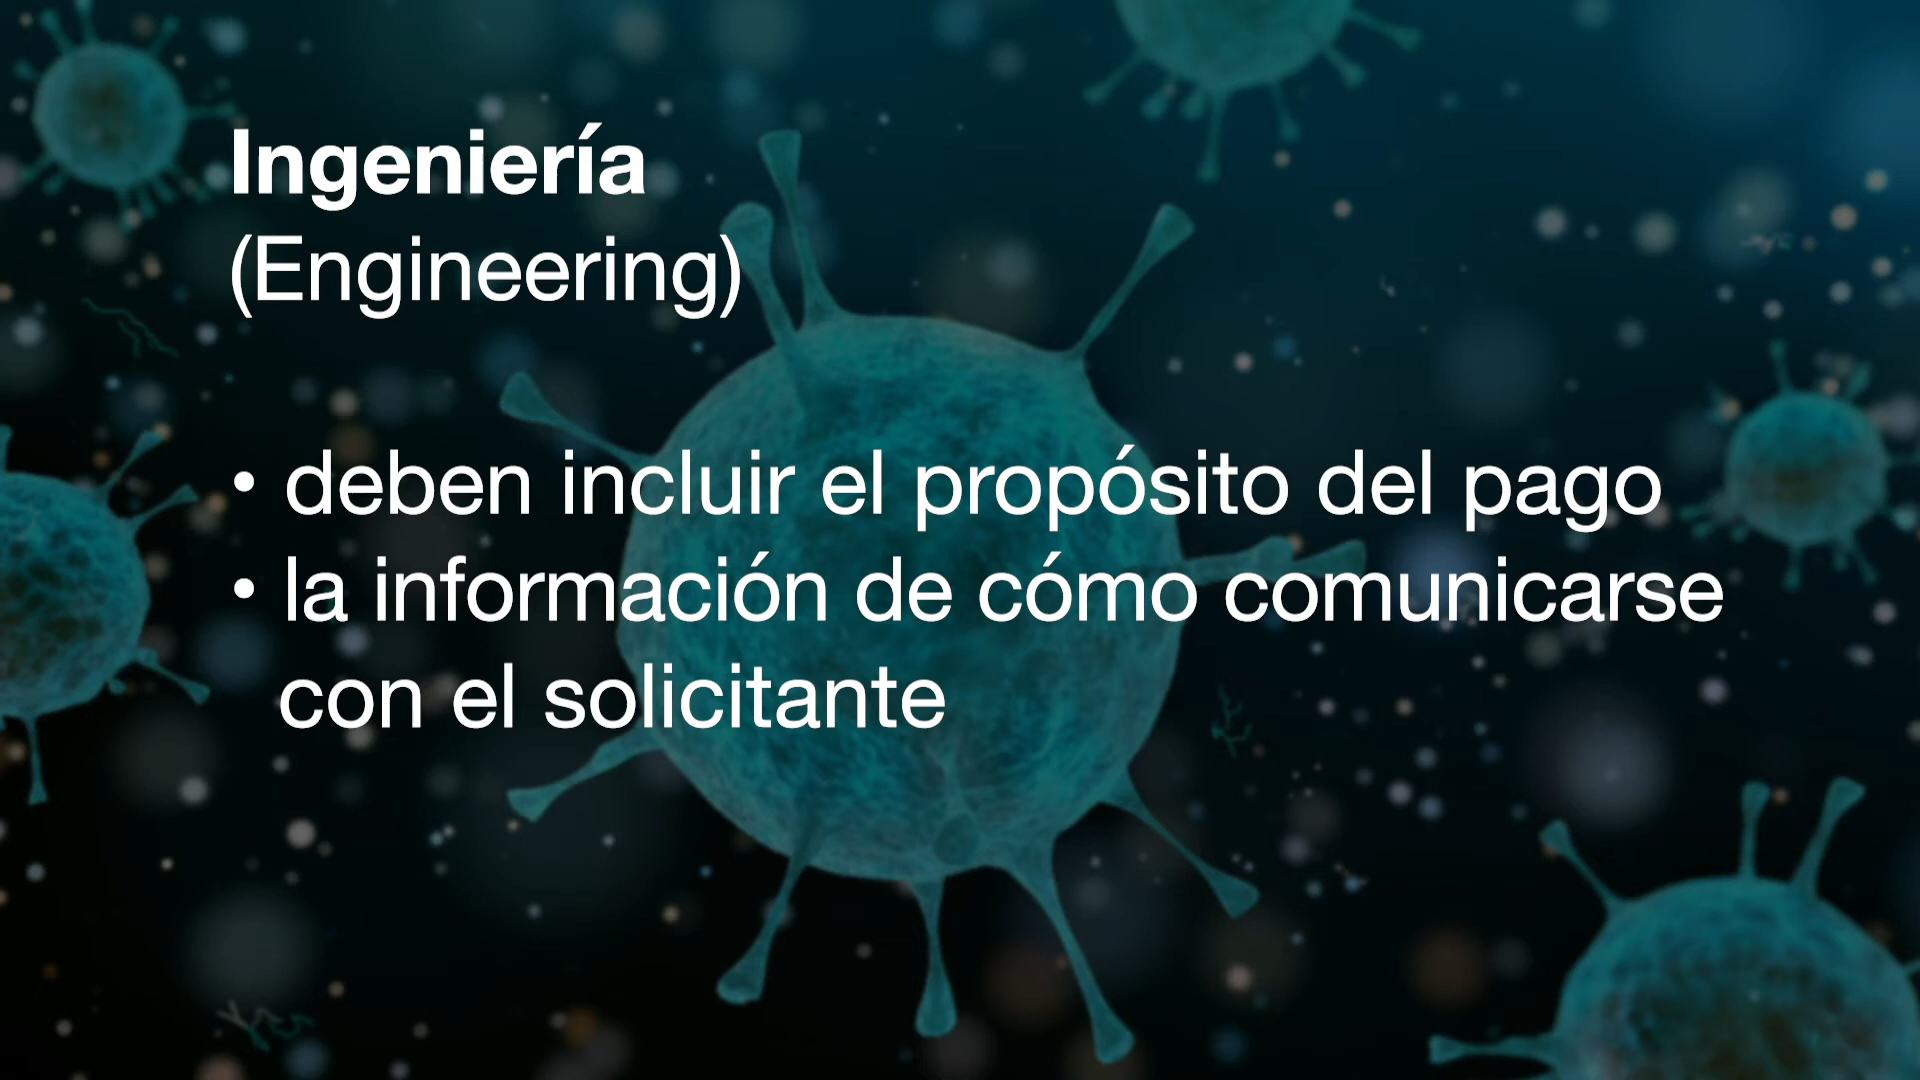 Ingeniería
(Engineering)
• deben incluir el propósito del pago
• la información de cómo comunicarse
con el solicitante